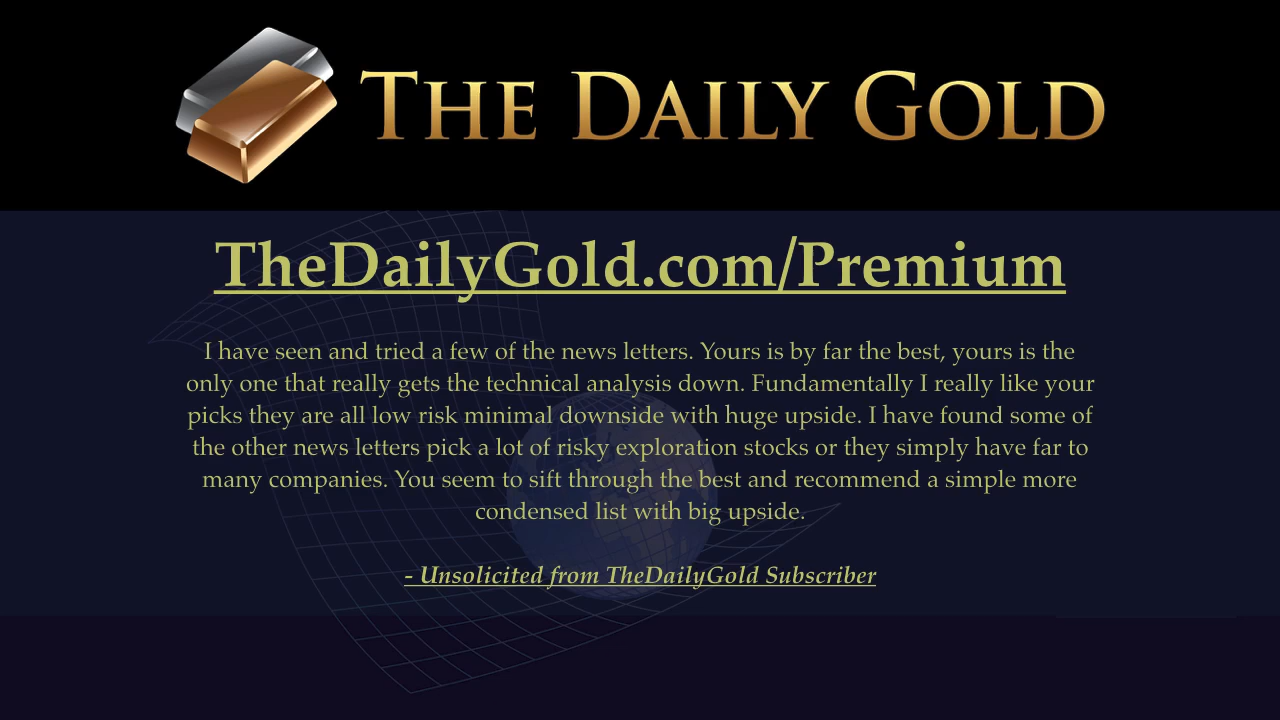 THE DAILY GOLD
TheDailyGold.com/Premium
I have seen and tried a few of the news letters. Yours is by far the best, yours is the
only one that really gets the technical analysis down. Fundamentally I really like your
picks they are all low risk minimal downside with huge upside. I have found some of
the other news letters pick a lot of risky exploration stocks or they simply have far to
many companies. You seem to sift through the best and recommend a simple more
condensed list with big upside.
- Unsolicited from TheDailyGold Subscriber